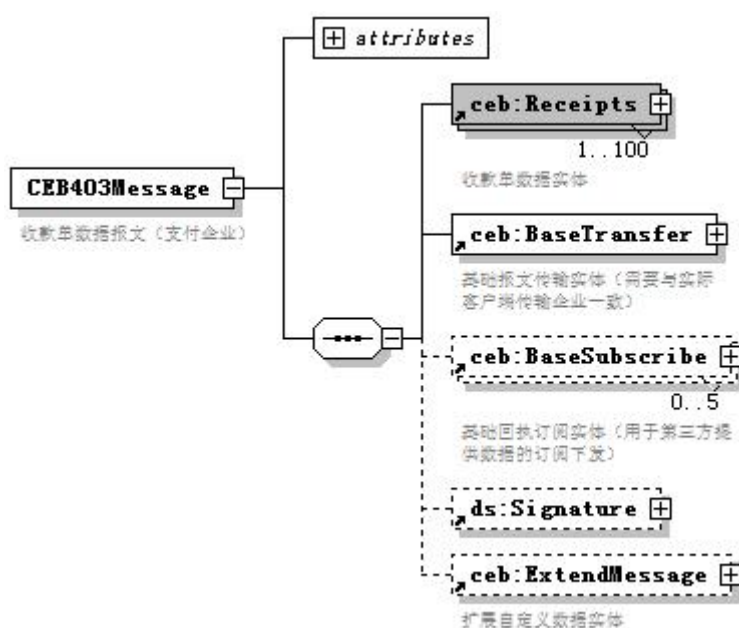 attributes
ceb:Receipts
1..100
收款单数据实体
CEB403Message
收款单数据报文（支付企业）
ceb:BaseTransfer
基础报文传输实体（需要与实际
客户端传输企业一致）
ceb:BaseSubscribe
0..5
基础回执订阅实体（用于第三方提
供数据的订阅下发）
ds:Signature
ceb:ExtendMessage
扩展自定义数据实体